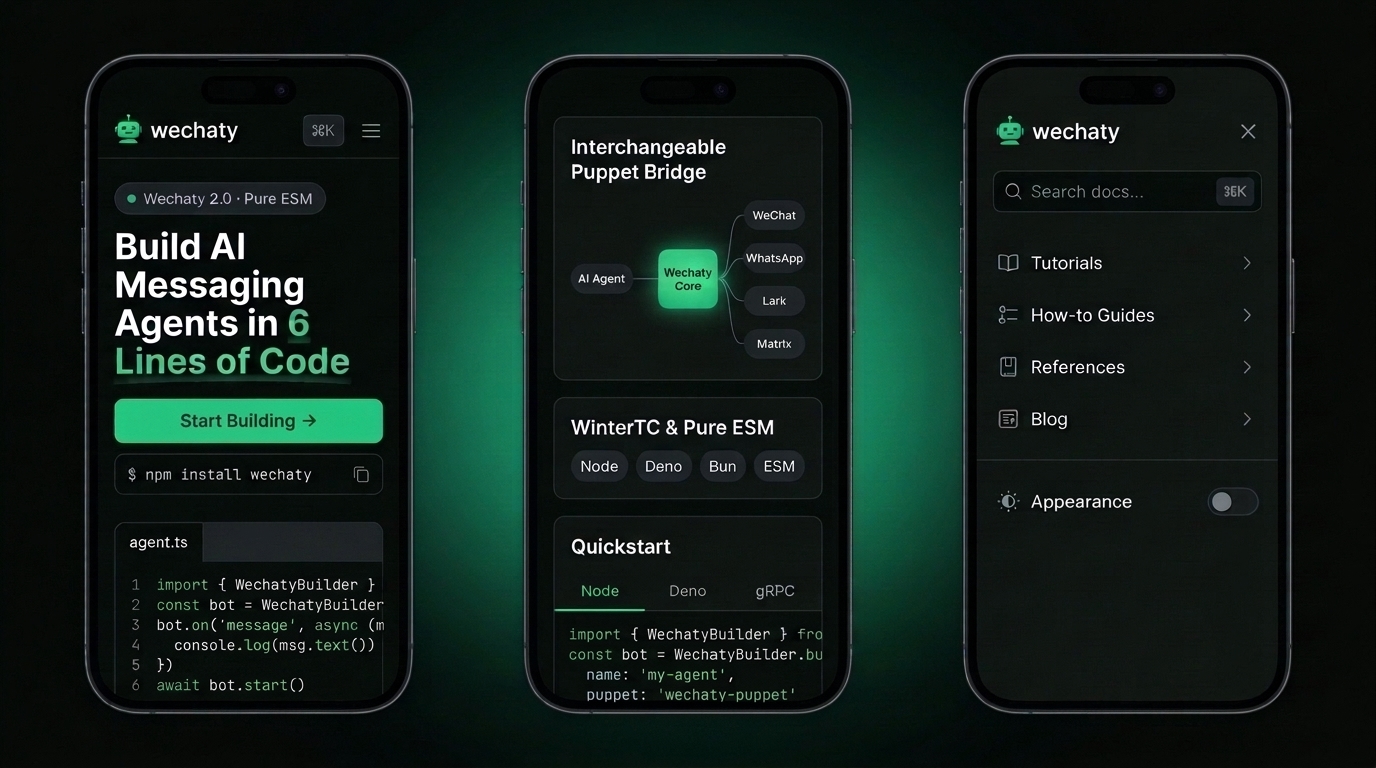 wechaty
⌘K
Wechaty 2.0 · Pure ESM
Build AI
Messaging
Agents in 6
Lines of Code
Start Building →
$ npm install wechaty
agent.ts
1 import { WechatyBuilder }
2 const bot = WechatyBuilder
3 bot.on('message', async (m
4 console.log(msg.text())
5 })
6 await bot.start()
Interchangeable
Puppet Bridge
AI Agent
Wechaty
Core
WeChat
WhatsApp
Lark
Matrtx
WinterTC & Pure ESM
Node
Deno
Bun
ESM
Quickstart
Node
Deno
gRPC
import { WechatyBuilder } fro
const bot = WechatyBuilder.bu
name: 'my-agent',
puppet: 'wechaty-puppet'
wechaty
Search docs...
⌘K
Tutorials
How-to Guides
References
Blog
Appearance